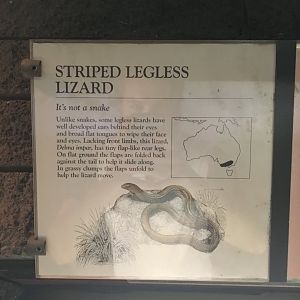 STRIPED LEGLESS
LIZARD
It's not a snake
Unlike snakes, some legless lizards have
well developed ears behind their eyes
and broad flat tongues to wipe their face
and eyes. Lacking front limbs, this lizard,
Delma impar, has tiny flap-like rear legs.
On flat ground the flaps are folded back
against the tail to help it slide along.
In grassy clumps the flaps unfold to
help the lizard move.